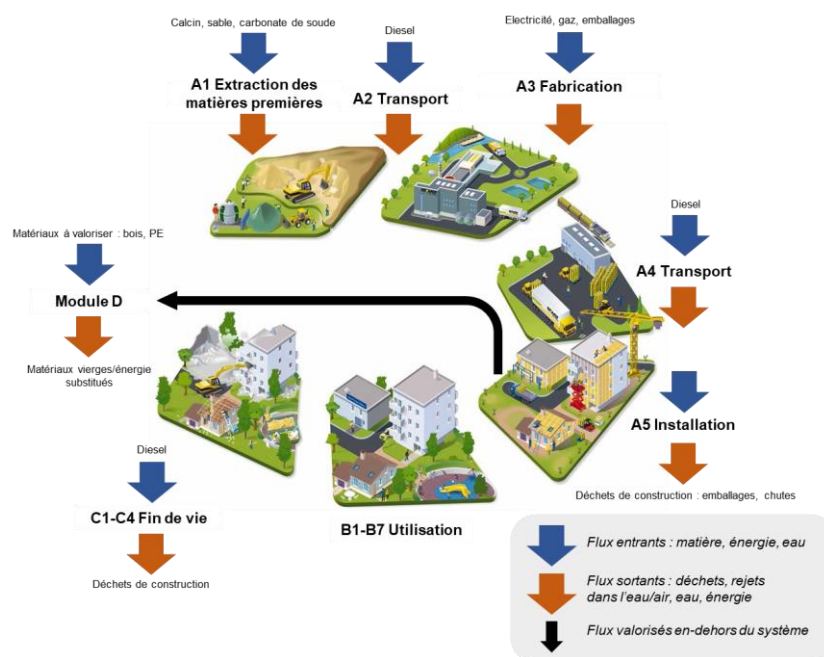 Calcin, sable, carbonate de soude
Diesel
Electricité, gaz, emballages
A1 Extraction des
matières premières
A2 Transport
A3 Fabrication
Diesel
Matériaux à valoriser : bois, PE
A4 Transport
Module D
Matériaux vierges/énergie
substitués
A5 Installation
Diesel
Déchets de construction : emballages, chutes
C1-C4 Fin de vie
B1-B7 Utilisation
Déchets de construction
Flux entrants : matière, énergie, eau
Flux sortants : déchets, rejets
dans l'eau/air, eau, énergie
Flux valorisés en-dehors du système